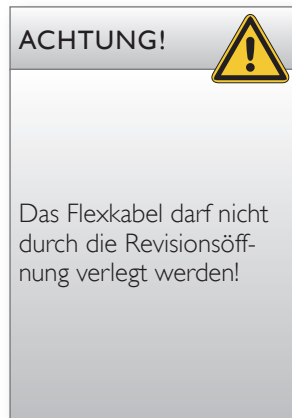 ACHTUNG!
Das Flexkabel darf nicht
durch die Revisionsöff-
nung verlegt werden!